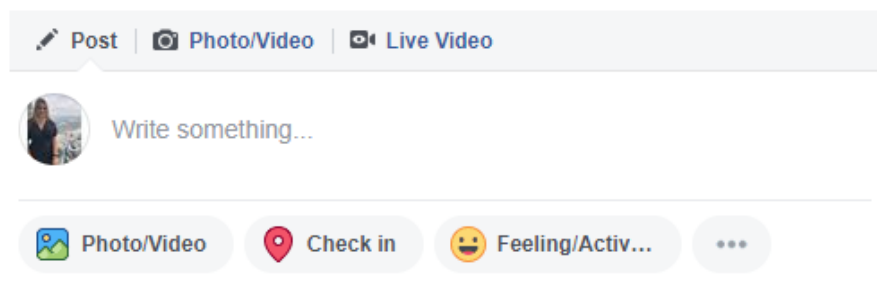 Post Photo/Video Live Video
Write something...
Photo/Video Check in Feeling/Activ... •••